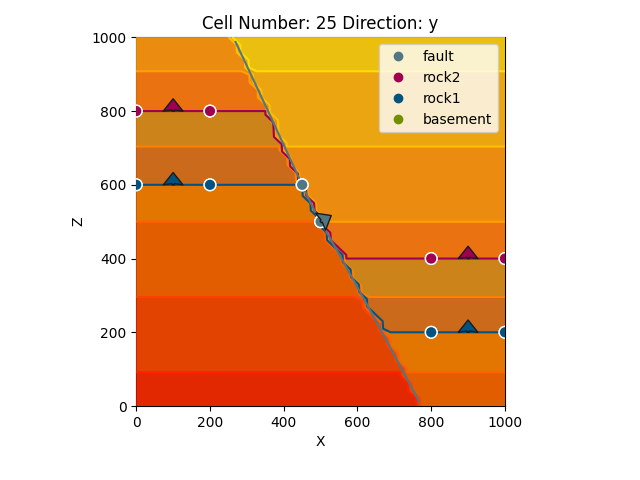 Cell Number: 25 Direction: y
1000
800
600
400
200
0
Z
fault
rock2
rock1
basement
0 200 400 600 800 1000
X